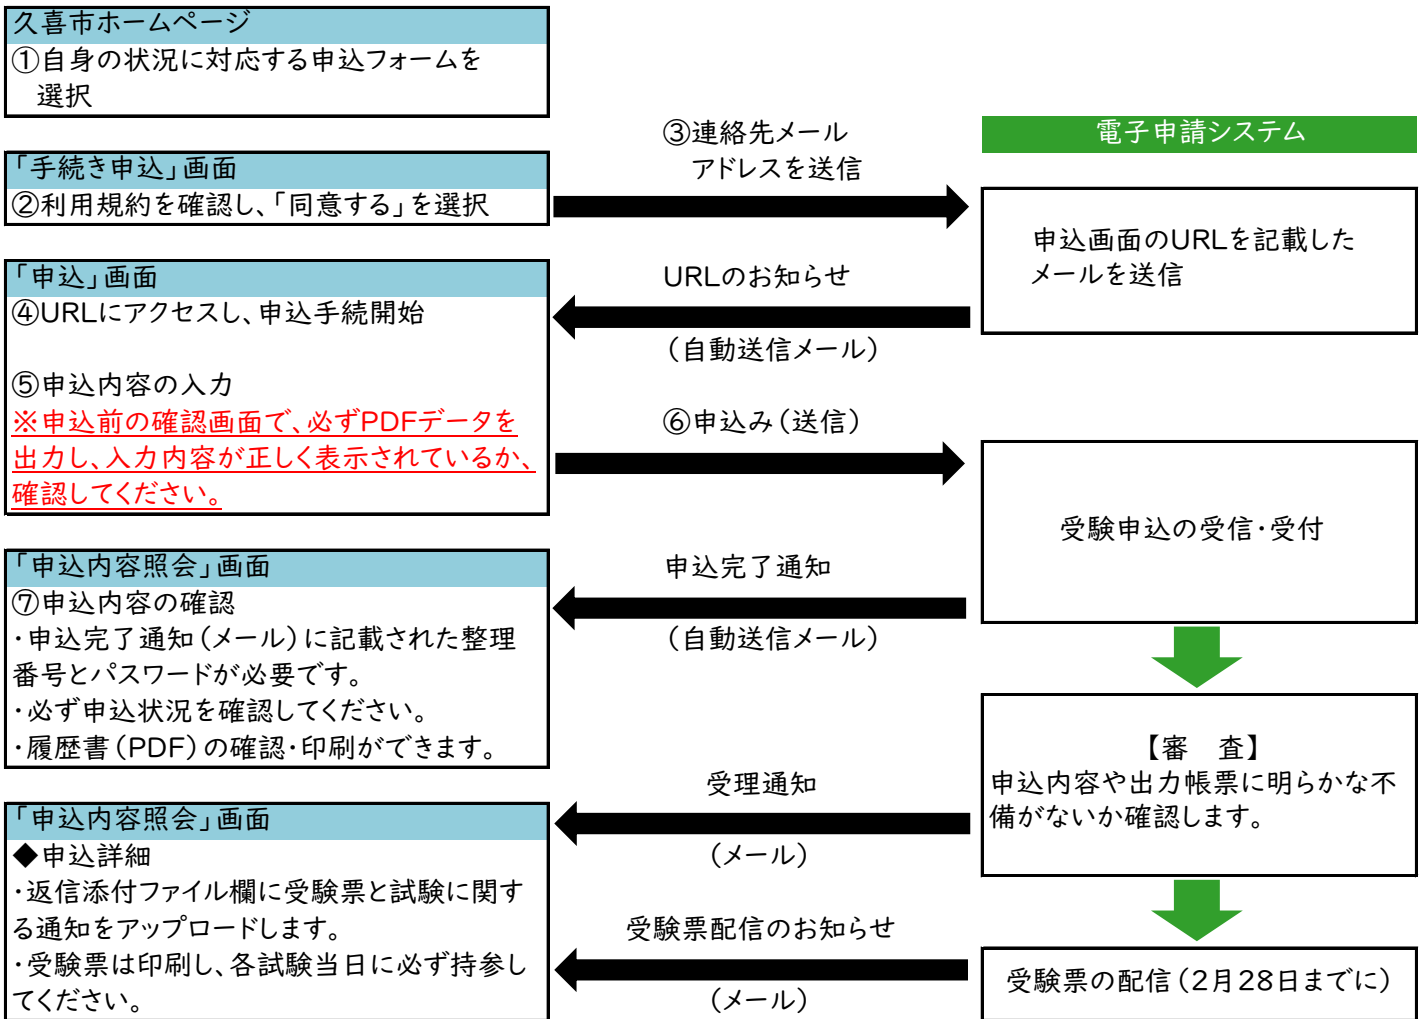 久喜市ホームページ
①自身の状況に対応する申込フォームを
選択
「手続き申込」画面
②利用規約を確認し、「同意する」を選択
③連絡先メール
アドレスを送信
電子申請システム
申込画面のURLを記載した
メールを送信
「申込」画面
④URLにアクセスし、申込手続開始
⑤申込内容の入力
※申込前の確認画面で、必ずPDFデータを
出力し、入力内容が正しく表示されているか、
確認してください。
URLのお知らせ
（自動送信メール）
⑥申込み（送信）
受験申込の受信・受付
「申込内容照会」画面
⑦申込内容の確認
・申込完了通知（メール）に記載された整理
番号とパスワードが必要です。
・必ず申込状況を確認してください。
・履歴書（PDF）の確認・印刷ができます。
申込完了通知
（自動送信メール）
【審　査】
申込内容や出力帳票に明らかな不
備がないか確認します。
受理通知
（メール）
「申込内容照会」画面
◆申込詳細
・返信添付ファイル欄に受験票と試験に関す
る通知をアップロードします。
・受験票は印刷し、各試験当日に必ず持参し
てください。
受験票配信のお知らせ
（メール）
受験票の配信（2月28日までに）